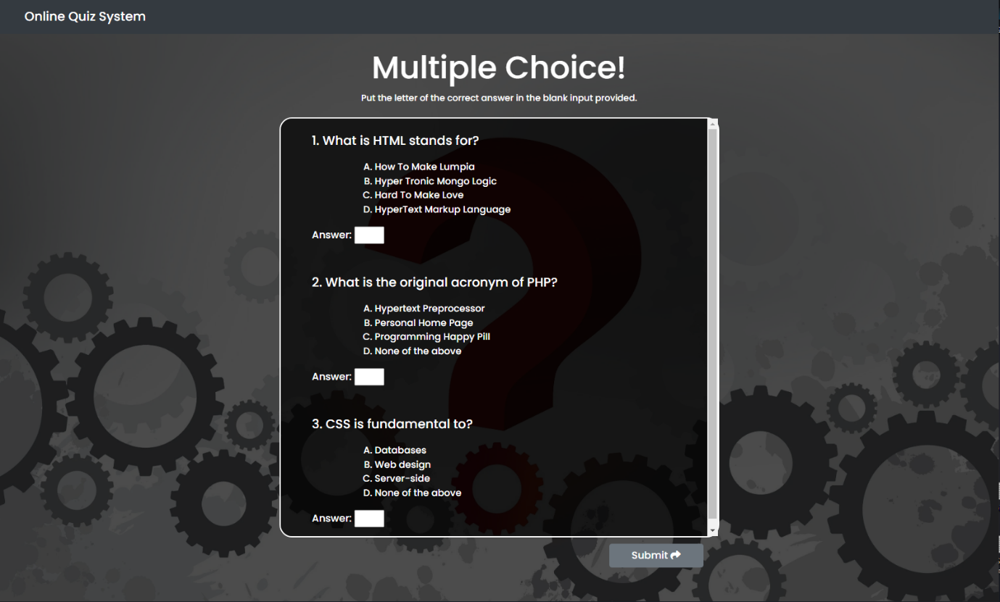 Online Quiz System
Multiple Choice!
Put the letter of the correct answer in the blank input provided.
1. What is HTML stands for?
A. How To Make Lumpia
B. Hyper Tronic Mongo Logic
C. Hard To Make Love
D. HyperText Markup Language
Answer:
2. What is the original acronym of PHP?
A. Hypertext Preprocessor
B. Personal Home Page
C. Programming Happy Pill
D. None of the above
Answer:
3. CSS is fundamental to?
A. Databases
B. Web design
C. Server-side
D. None of the above
Answer:
Submit